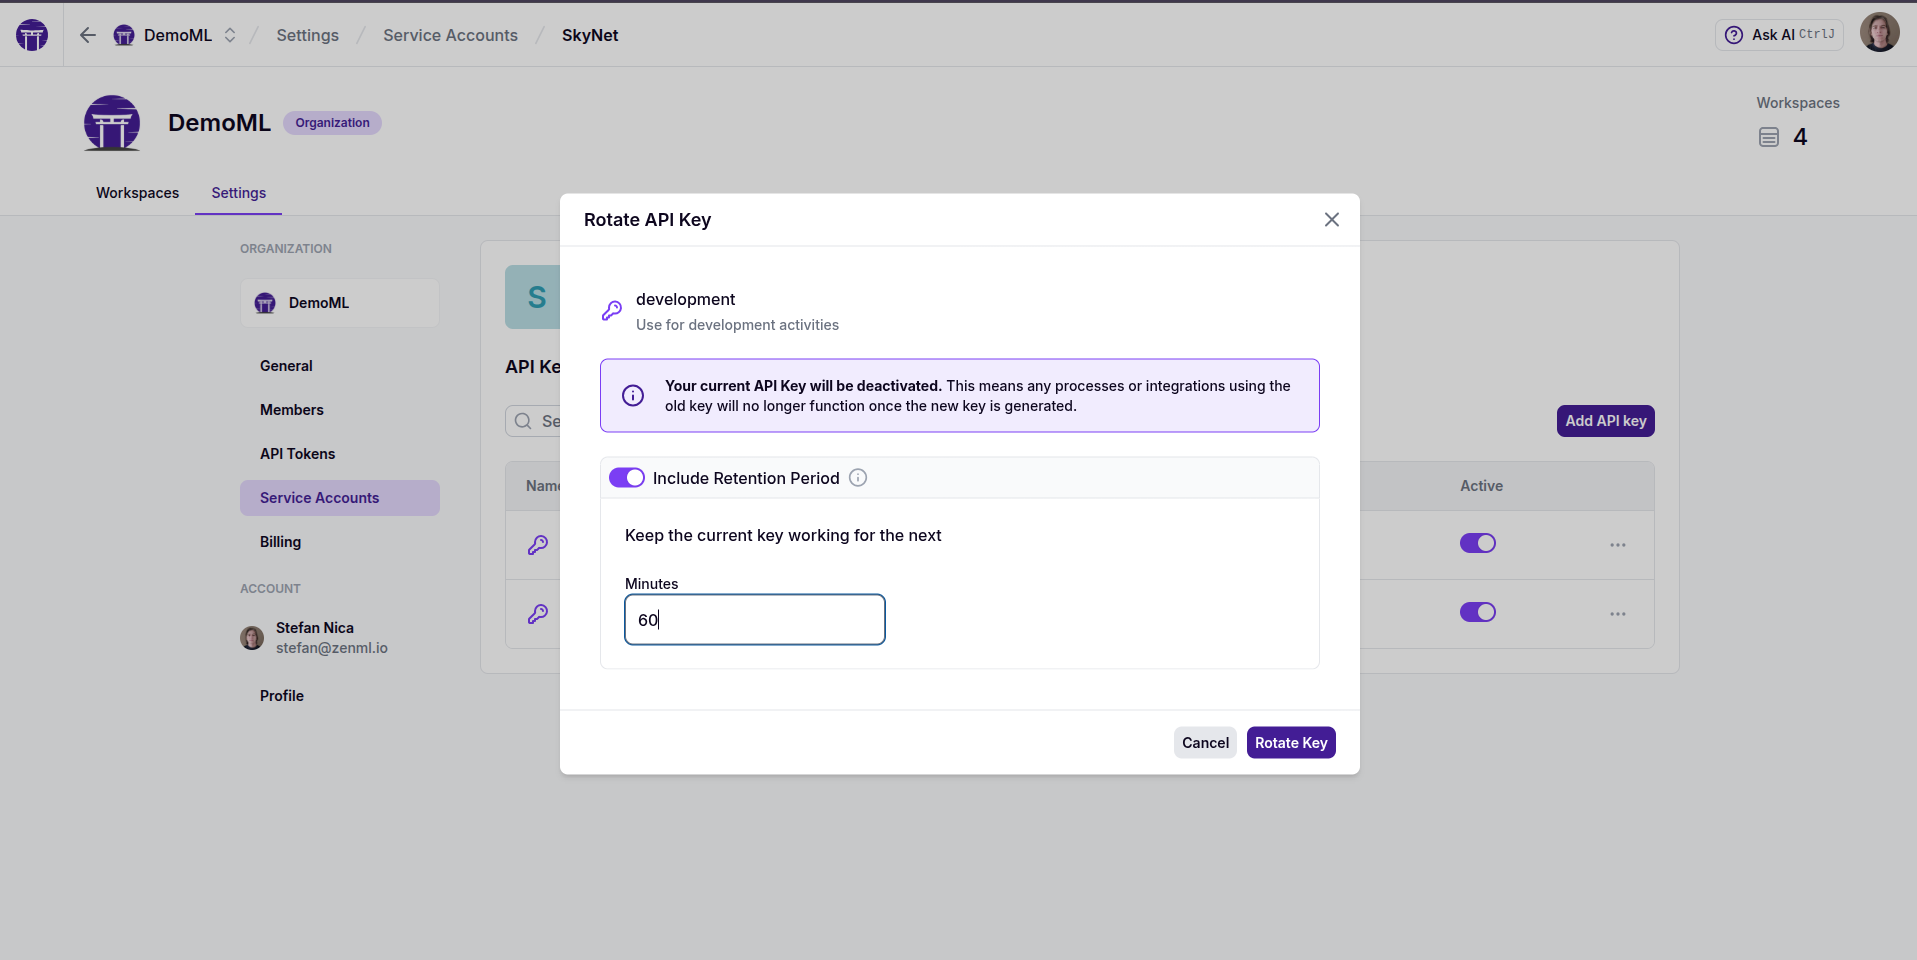 DemoML / Settings / Service Accounts / SkyNet
Ask AI CtrlJ
DemoML Organization
Workspaces
4
Workspaces Settings
ORGANIZATION
DemoML
General
Members
API Tokens
Service Accounts
Billing
ACCOUNT
Stefan Nica
stefan@zenml.io
Profile
S
API Ke
Se
Add API key
Name
Active
Rotate API Key
development
Use for development activities
Your current API Key will be deactivated. This means any processes or integrations using the
old key will no longer function once the new key is generated.
Include Retention Period
Keep the current key working for the next
Minutes
60
Cancel Rotate Key